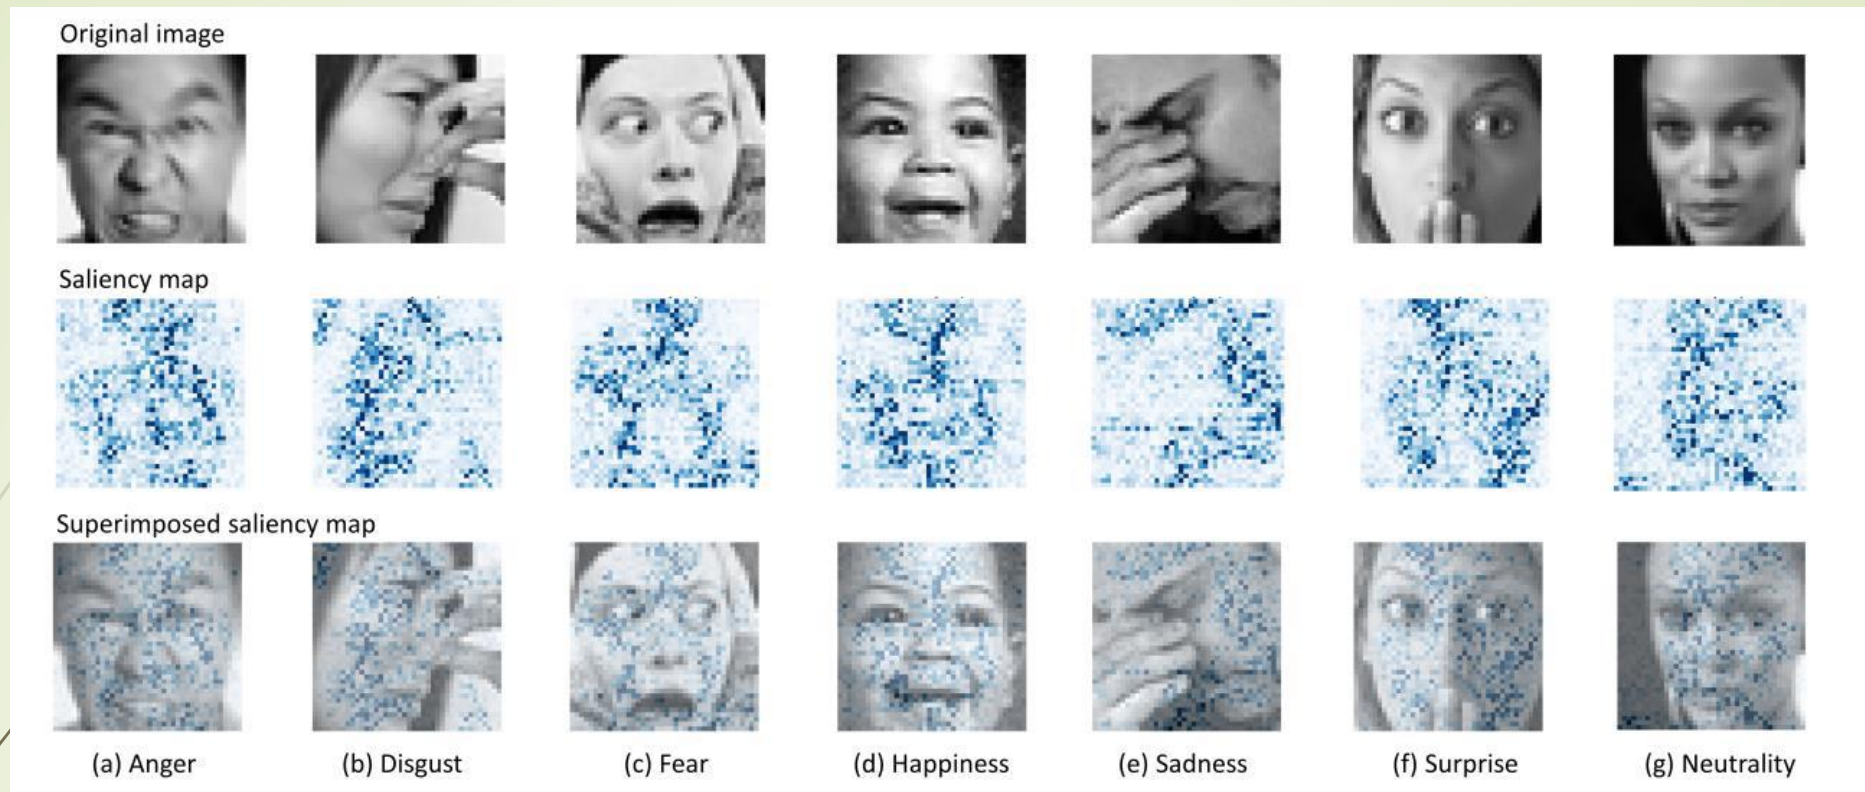 Original image
Saliency map
Superimposed saliency map
(a) Anger
(b) Disgust
(c) Fear
(d) Happiness
(e) Sadness
(f) Surprise
(g) Neutrality